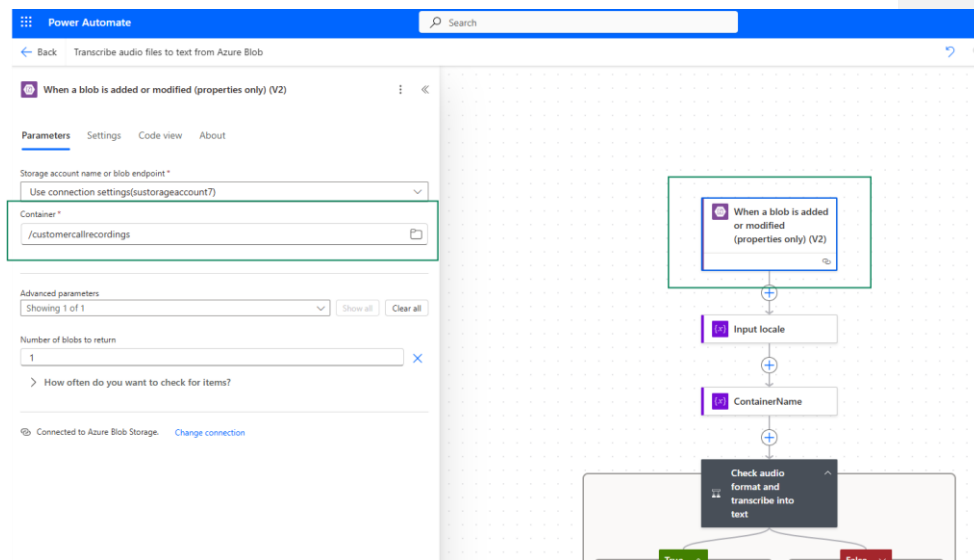 Power Automate
Search
Back
Transcribe audio files to text from Azure Blob
When a blob is added or modified (properties only) (V2)
Parameters
Settings
Code view
About
Storage account name or blob endpoint *
Use connection settings(sustorageaccount7)
Container *
/customercallrecordings
Advanced parameters
Showing 1 of 1
Show all
Clear all
Number of blobs to return
1
How often do you want to check for items?
Connected to Azure Blob Storage.
Change connection
When a blob is added
or modified
(properties only) (V2)
{x} Input locale
{x} ContainerName
Check audio
format and
transcribe into
text
True
False